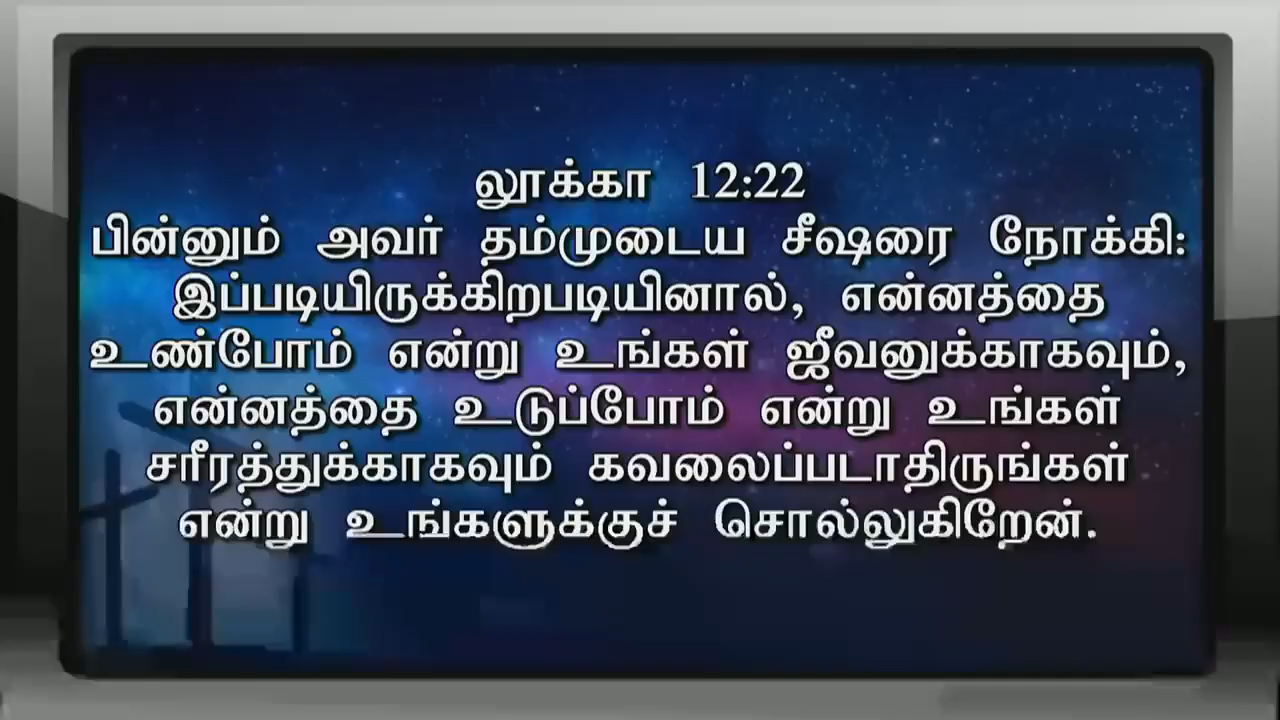 லூக்கா 12:22
பின்னும் அவர் தம்முடைய சீஷரை நோக்கி:
இப்படியிருக்கிறபடியினால், என்னத்தை
உண்போம் என்று உங்கள் ஜீவனுக்காகவும்,
என்னத்தை உடுப்போம் என்று உங்கள்
சரீரத்துக்காகவும் கவலைப்படாதிருங்கள்
என்று உங்களுக்குச் சொல்லுகிறேன்.